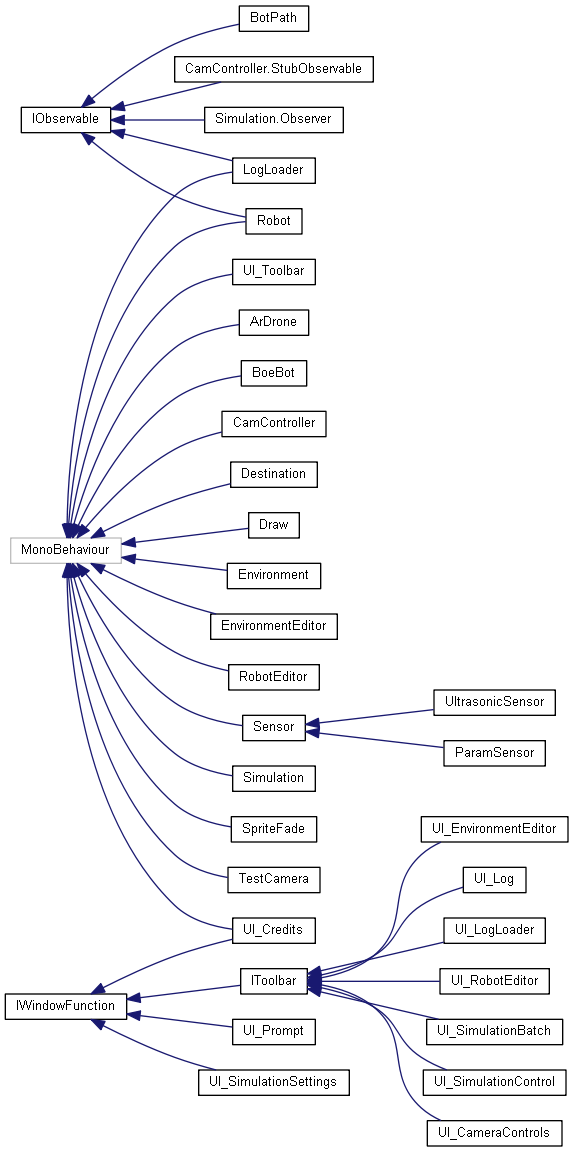 BotPath
CamController.StubObservable
IObservable
Simulation.Observer
LogLoader
Robot
UI_Toolbar
ArDrone
BoeBot
CamController
Destination
Draw
MonoBehaviour
Environment
EnvironmentEditor
RobotEditor
UltrasonicSensor
Sensor
ParamSensor
Simulation
SpriteFade
UI_EnvironmentEditor
TestCamera
UI_Log
UI_Credits
UI_LogLoader
IToolbar
UI_RobotEditor
IWindowFunction
UI_Prompt
UI_SimulationBatch
UI_SimulationSettings
UI_SimulationControl
UI_CameraControls